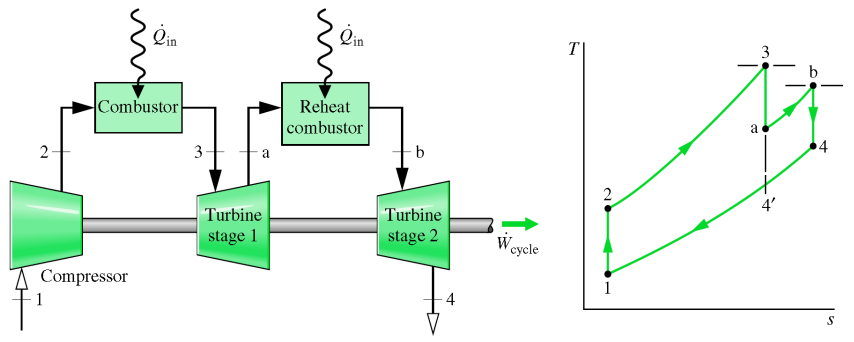 Q̇in
Q̇in
Combustor
Reheat
combustor
2
3
a
b
Turbine
stage 1
Turbine
stage 2
Ẇcycle
Compressor
1
4
T
3
b
a
4
2
4′
1
s